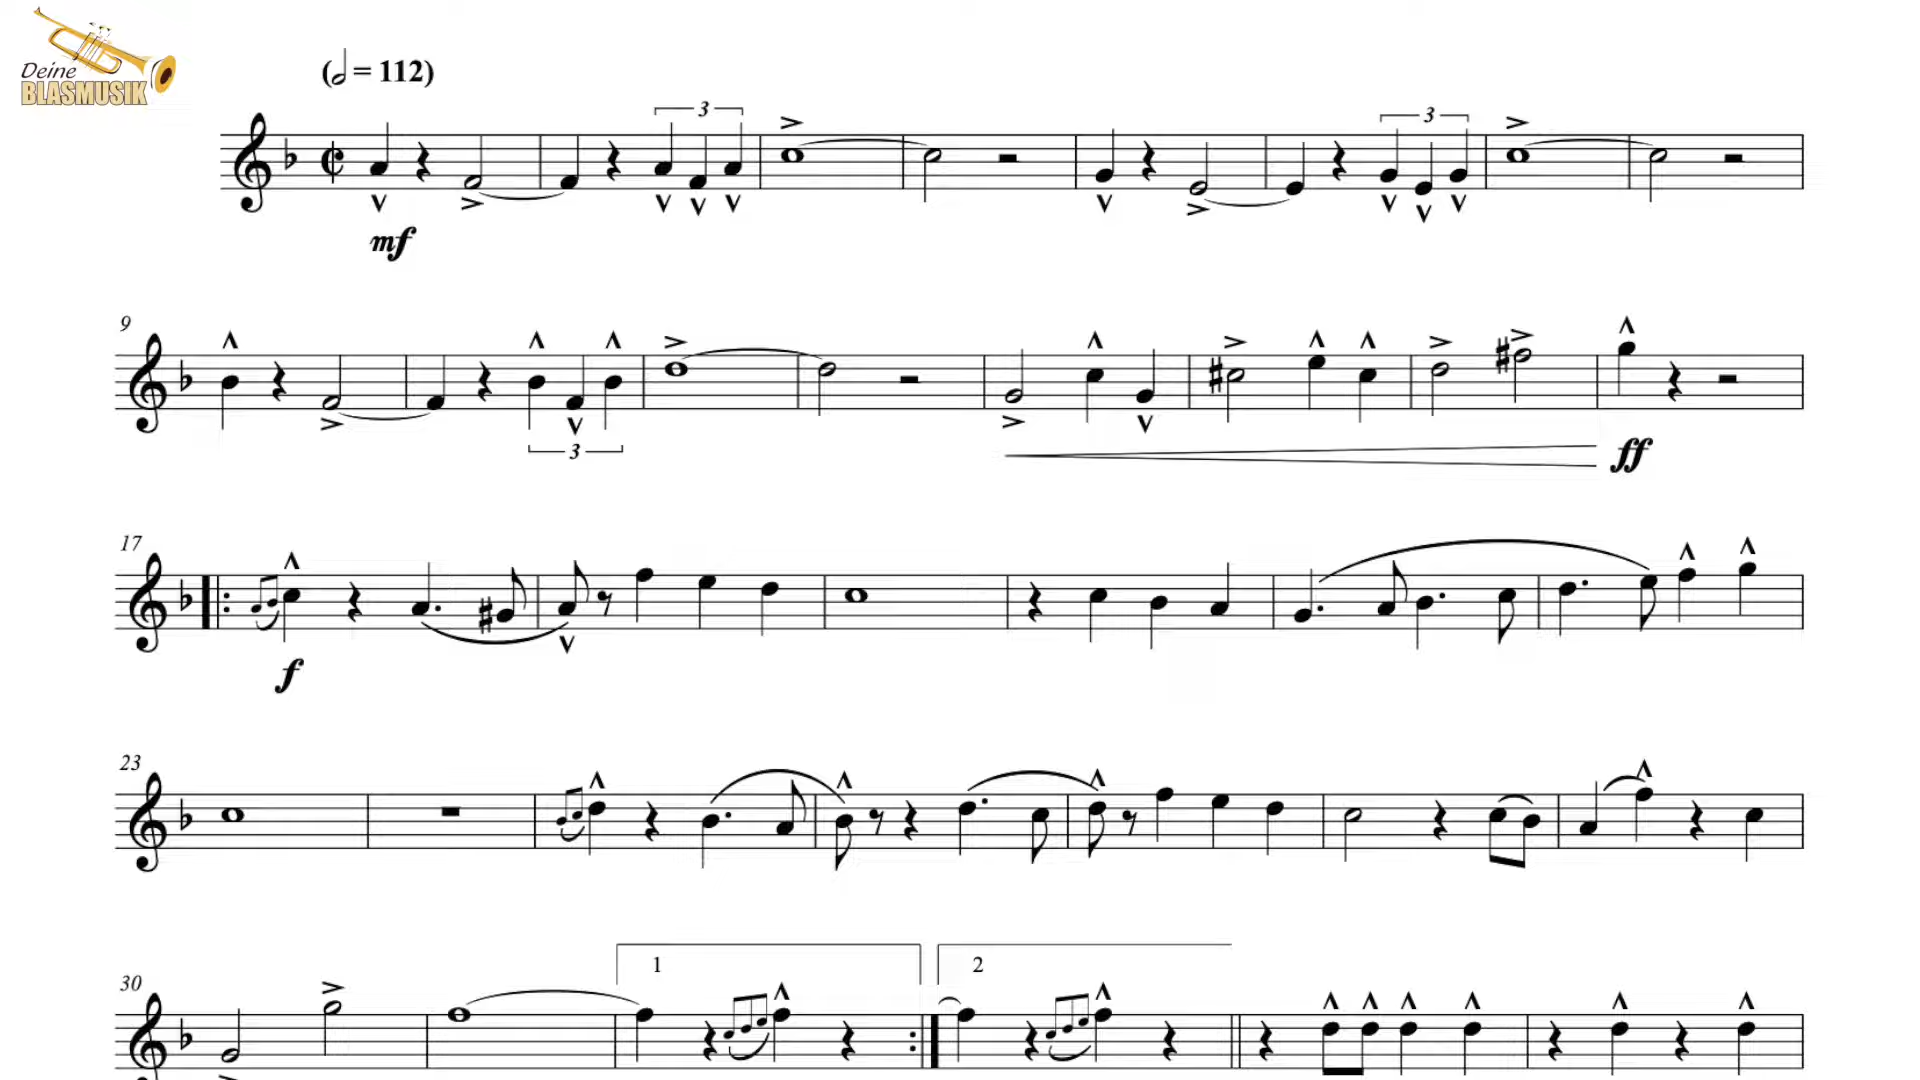 Deine
BLASMUSIK
(𝅗𝅥 = 112)
3
3
mf
9
3
ff
17
f
23
30
1
2